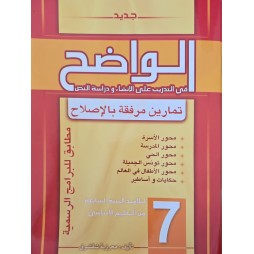 جديد
الواضح
في التدريب على الإنشاء ودراسة النص
تمارين مرفقة بالإصلاح
محور الأسرة
محور المدرسة
محور الحي
محور تونس الجميلة
محور الأطفال في العالم
حكايات و أساطير
مطابق للبرامج الرسمية
7